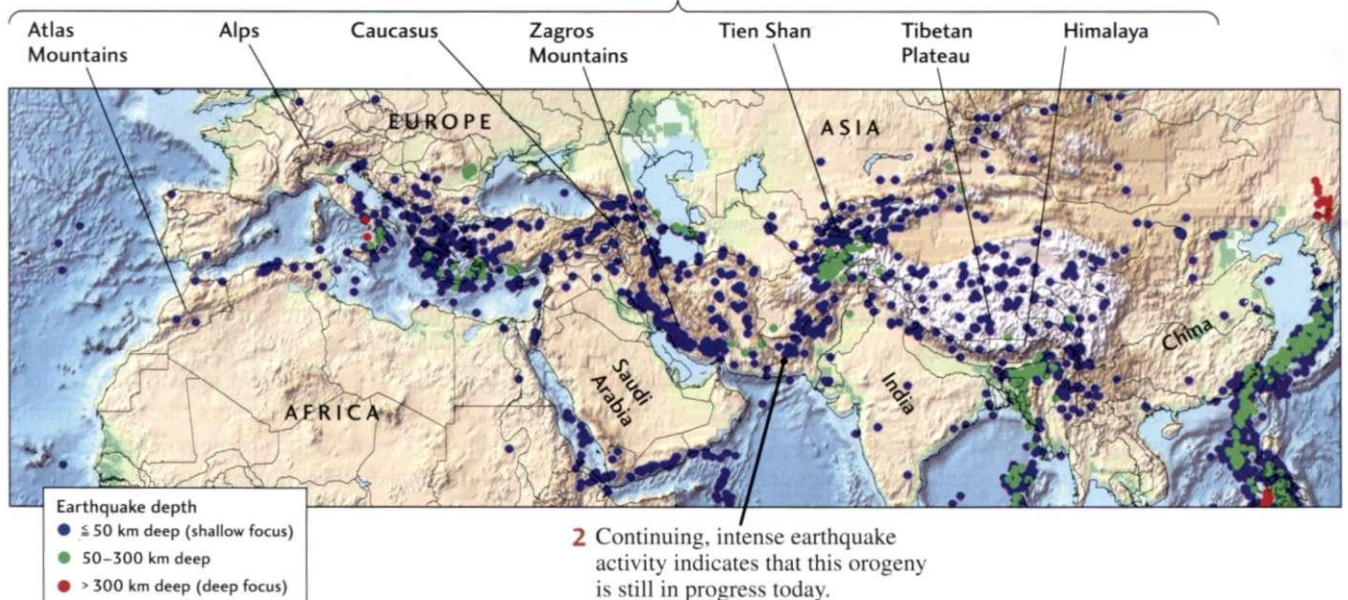 Atlas
Mountains
Alps
Caucasus
Zagros
Mountains
Tien Shan
Tibetan
Plateau
Himalaya
EUROPE
ASIA
China
Saudi
Arabia
India
AFRICA
Earthquake depth
≦ 50 km deep (shallow focus)
50–300 km deep
> 300 km deep (deep focus)
2 Continuing, intense earthquake
activity indicates that this orogeny
is still in progress today.